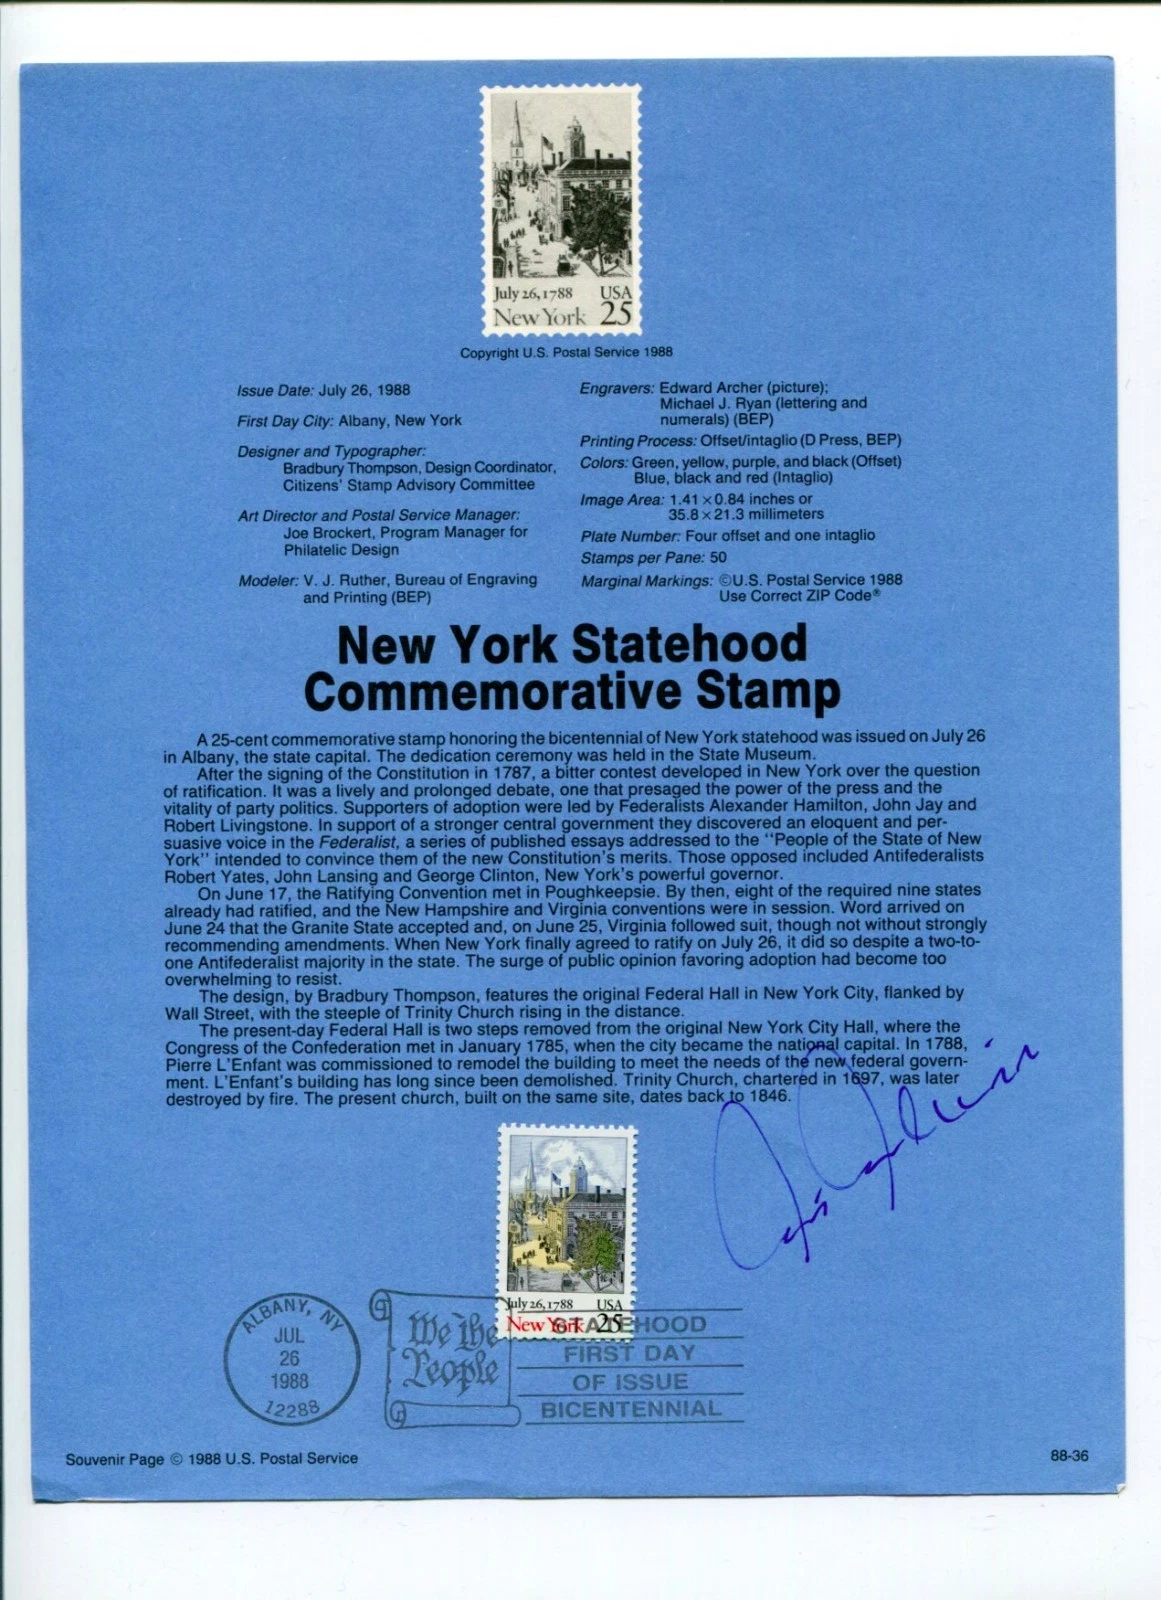 July 26, 1788 USA
New York 25
Copyright U.S. Postal Service 1988
Issue Date: July 26, 1988
First Day City: Albany, New York
Designer and Typographer:
Bradbury Thompson, Design Coordinator,
Citizens' Stamp Advisory Committee
Art Director and Postal Service Manager:
Joe Brockert, Program Manager for
Philatelic Design
Modeler: V. J. Ruther, Bureau of Engraving
and Printing (BEP)
Engravers: Edward Archer (picture);
Michael J. Ryan (lettering and
numerals) (BEP)
Printing Process: Offset/intaglio (D Press, BEP)
Colors: Green, yellow, purple, and black (Offset)
Blue, black and red (Intaglio)
Image Area: 1.41 × 0.84 inches or
35.8 × 21.3 millimeters
Plate Number: Four offset and one intaglio
Stamps per Pane: 50
Marginal Markings: ©U.S. Postal Service 1988
Use Correct ZIP Code®
New York Statehood
Commemorative Stamp
A 25-cent commemorative stamp honoring the bicentennial of New York statehood was issued on July 26
in Albany, the state capital. The dedication ceremony was held in the State Museum.
After the signing of the Constitution in 1787, a bitter contest developed in New York over the question
of ratification. It was a lively and prolonged debate, one that presaged the power of the press and the
vitality of party politics. Supporters of adoption were led by Federalists Alexander Hamilton, John Jay and
Robert Livingstone. In support of a stronger central government they discovered an eloquent and per-
suasive voice in the Federalist, a series of published essays addressed to the "People of the State of New
York" intended to convince them of the new Constitution's merits. Those opposed included Antifederalists
Robert Yates, John Lansing and George Clinton, New York's powerful governor.
On June 17, the Ratifying Convention met in Poughkeepsie. By then, eight of the required nine states
already had ratified, and the New Hampshire and Virginia conventions were in session. Word arrived on
June 24 that the Granite State accepted and, on June 25, Virginia followed suit, though not without strongly
recommending amendments. When New York finally agreed to ratify on July 26, it did so despite a two-to-
one Antifederalist majority in the state. The surge of public opinion favoring adoption had become too
overwhelming to resist.
The design, by Bradbury Thompson, features the original Federal Hall in New York City, flanked by
Wall Street, with the steeple of Trinity Church rising in the distance.
The present-day Federal Hall is two steps removed from the original New York City Hall, where the
Congress of the Confederation met in January 1785, when the city became the national capital. In 1788,
Pierre L'Enfant was commissioned to remodel the building to meet the needs of the new federal govern-
ment. L'Enfant's building has long since been demolished. Trinity Church, chartered in 1697, was later
destroyed by fire. The present church, built on the same site, dates back to 1846.
July 26, 1788 USA
New York 25
ALBANY, NY
JUL
26
1988
12288
We the
People
STATEHOOD
FIRST DAY
OF ISSUE
BICENTENNIAL
Souvenir Page © 1988 U.S. Postal Service
88-36